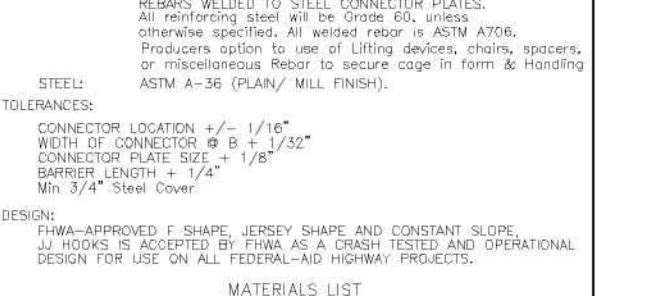 REBARS WELDED TO STEEL CONNECTOR PLATES.
All reinforcing steel will be Grade 60, unless
otherwise specified. All welded rebar is ASTM A706.
Producers option to use of Lifting devices, chairs, spacers,
or miscellaneous Rebar to secure cage in form & Handling
STEEL: ASTM A-36 (PLAIN/ MILL FINISH).
TOLERANCES:
CONNECTOR LOCATION +/- 1/16"
WIDTH OF CONNECTOR @ B + 1/32"
CONNECTOR PLATE SIZE + 1/8"
BARRIER LENGTH + 1/4"
Min 3/4" Steel Cover
DESIGN:
FHWA-APPROVED F SHAPE, JERSEY SHAPE AND CONSTANT SLOPE,
JJ HOOKS IS ACCEPTED BY FHWA AS A CRASH TESTED AND OPERATIONAL
DESIGN FOR USE ON ALL FEDERAL-AID HIGHWAY PROJECTS.
MATERIALS LIST